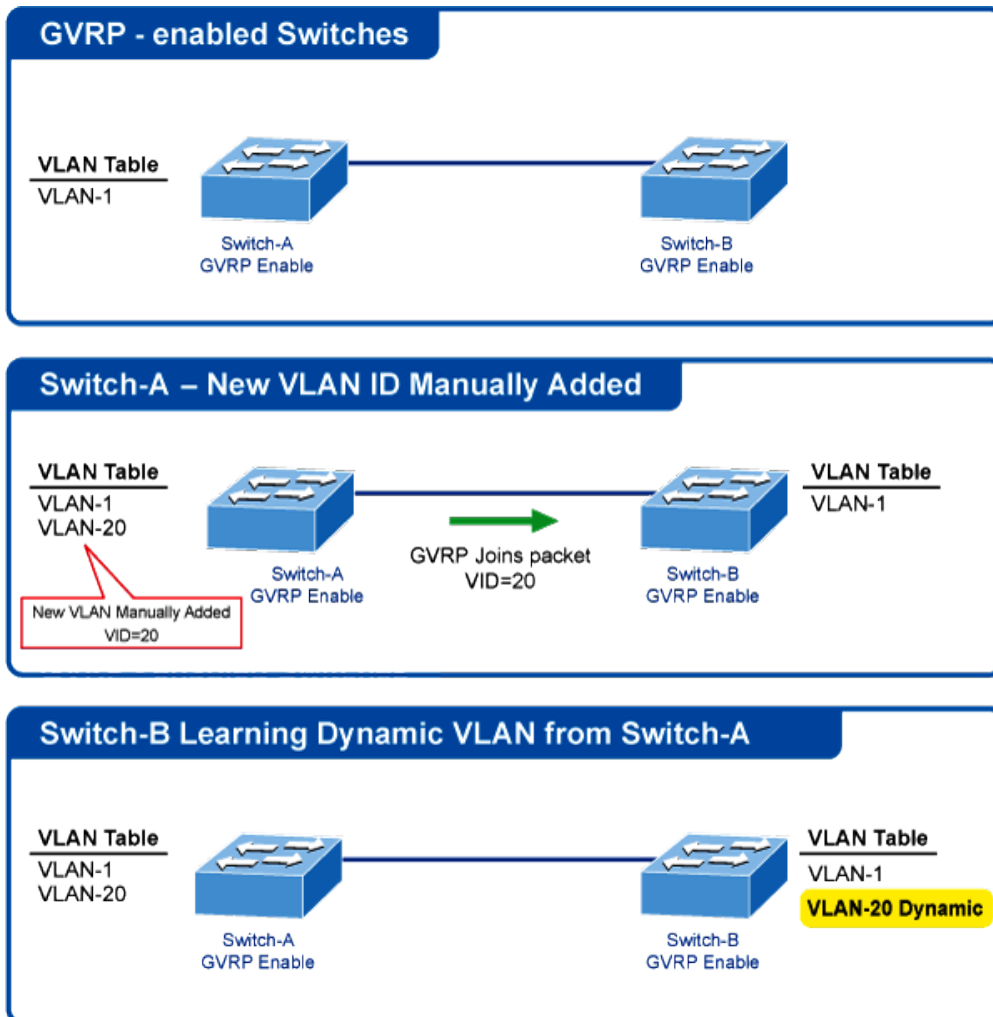 GVRP - enabled Switches
VLAN Table
VLAN-1
Switch-A
GVRP Enable
Switch-B
GVRP Enable
Switch-A – New VLAN ID Manually Added
VLAN Table
VLAN-1
VLAN-20
New VLAN Manually Added
VID=20
Switch-A
GVRP Enable
GVRP Joins packet
VID=20
Switch-B
GVRP Enable
VLAN Table
VLAN-1
Switch-B Learning Dynamic VLAN from Switch-A
VLAN Table
VLAN-1
VLAN-20
Switch-A
GVRP Enable
Switch-B
GVRP Enable
VLAN Table
VLAN-1
VLAN-20 Dynamic